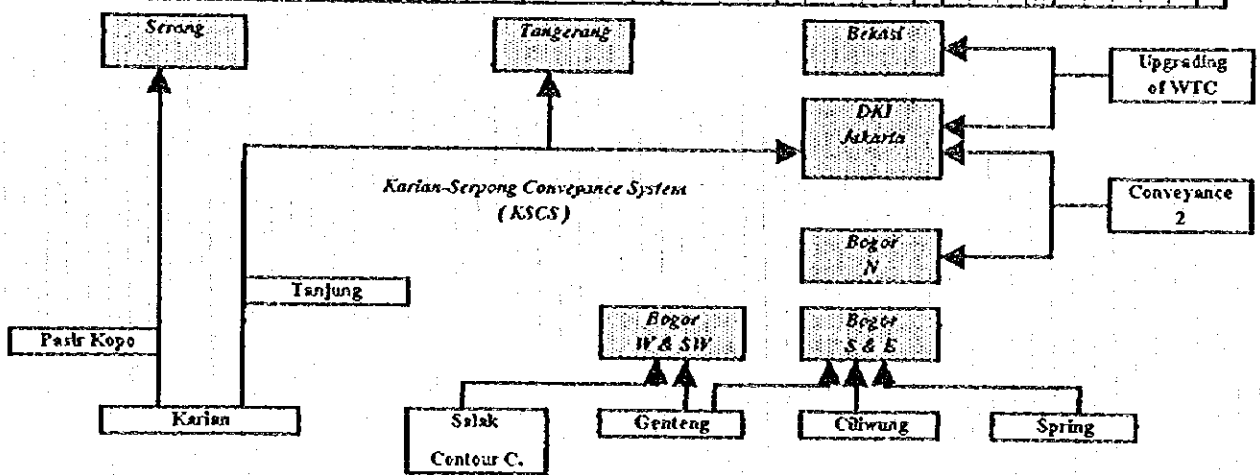 Serang
Tangerang
Bekasi
Upgrading
of WTC
DKI
Jakarta
Karian-Serpong Conveyance System
( KSCS )
Conveyance
2
Bogor
N
Tanjung
Pasir Kopo
Bogor
W & SW
Bogor
S & E
Karian
Salak
Contour C.
Genteng
Ciliwung
Spring